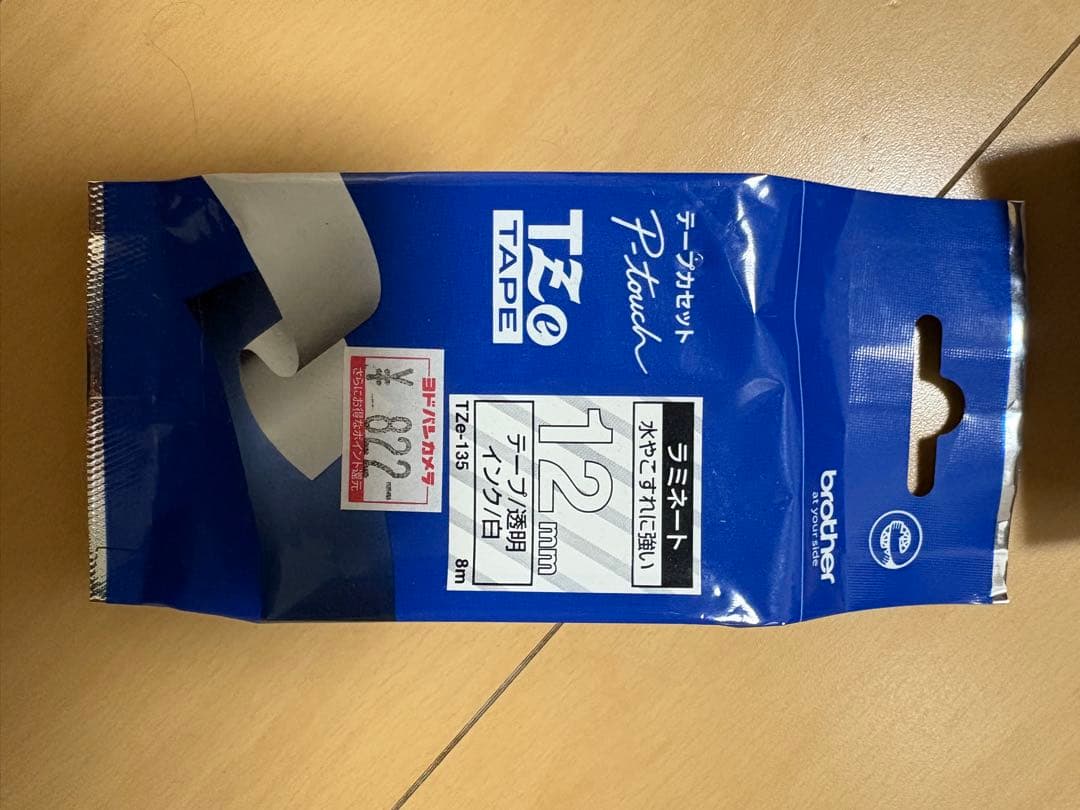 brother
at your side
テープカセット
P-touch
TZe
TAPE
ラミネート
水やこすれに強い
12mm
テープ/透明
インク/白
TZe-135
8m
ヨドバシカメラ
¥ 822
さらにお得なポイント還元